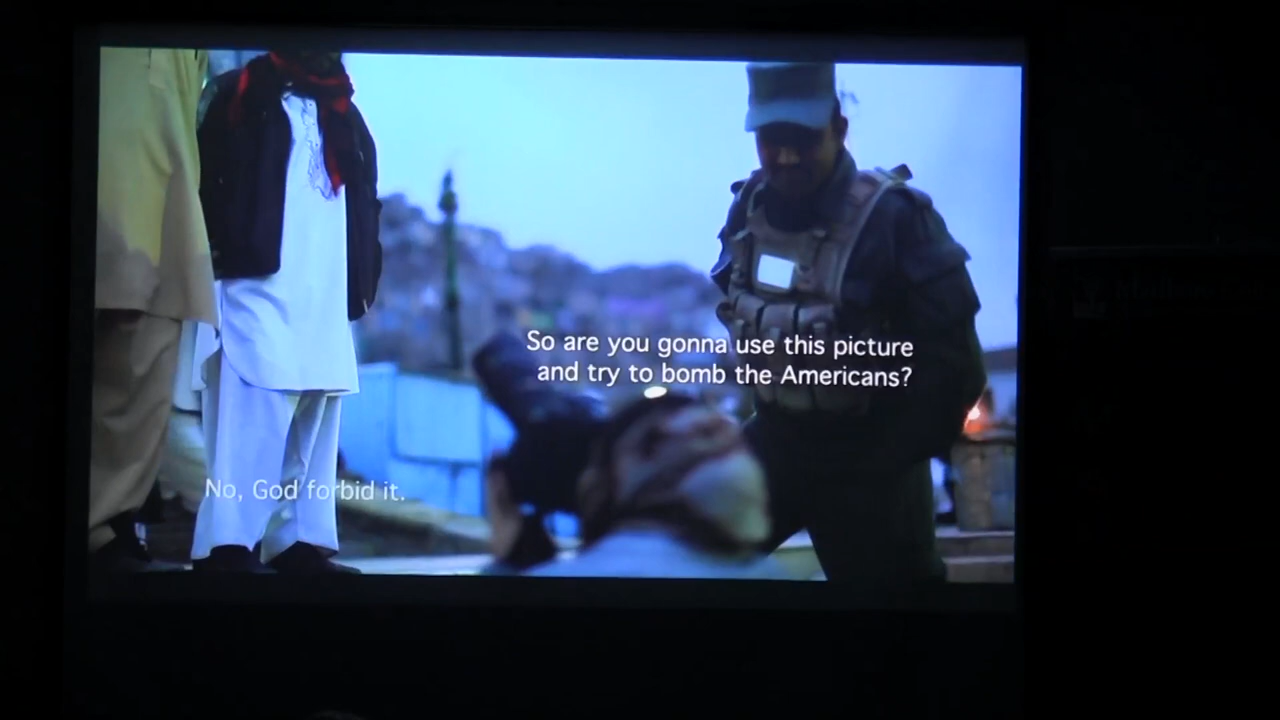 So are you gonna use this picture
and try to bomb the Americans?
No, God forbid it.